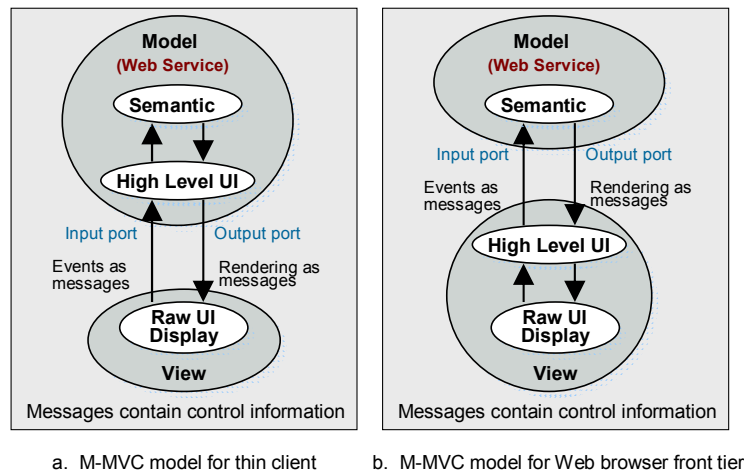 Model
(Web Service)
Semantic
High Level UI
Input port
Output port
Events as
messages
Rendering as
messages
Raw UI
Display
View
Messages contain control information
a. M-MVC model for thin client
Model
(Web Service)
Semantic
Input port
Output port
Events as
messages
Rendering as
messages
High Level UI
Raw UI
Display
View
Messages contain control information
b. M-MVC model for Web browser front tier